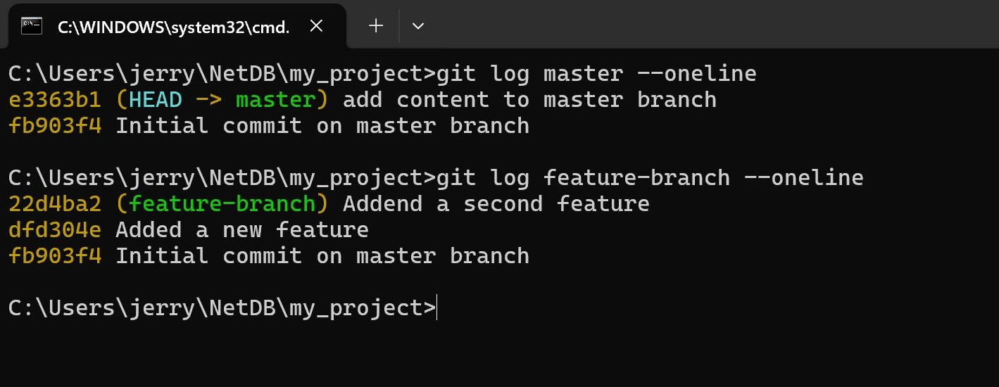 C:\WINDOWS\system32\cmd.
C:\Users\jerry\NetDB\my_project>git log master --oneline
e3363b1 (HEAD -> master) add content to master branch
fb903f4 Initial commit on master branch
C:\Users\jerry\NetDB\my_project>git log feature-branch --oneline
22d4ba2 (feature-branch) Addend a second feature
dfd304e Added a new feature
fb903f4 Initial commit on master branch
C:\Users\jerry\NetDB\my_project>